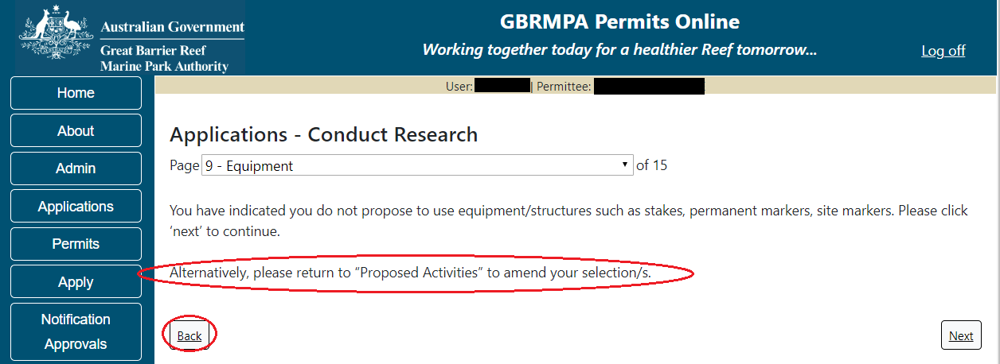 Australian Government
Great Barrier Reef
Marine Park Authority
GBRMPA Permits Online
Working together today for a healthier Reef tomorrow...
Log off
User: | Permittee:
Home
About
Admin
Applications
Permits
Apply
Notification
Approvals
Applications - Conduct Research
Page 9 - Equipment of 15
You have indicated you do not propose to use equipment/structures such as stakes, permanent markers, site markers. Please click
‘next’ to continue.
Alternatively, please return to “Proposed Activities” to amend your selection/s.
Back
Next